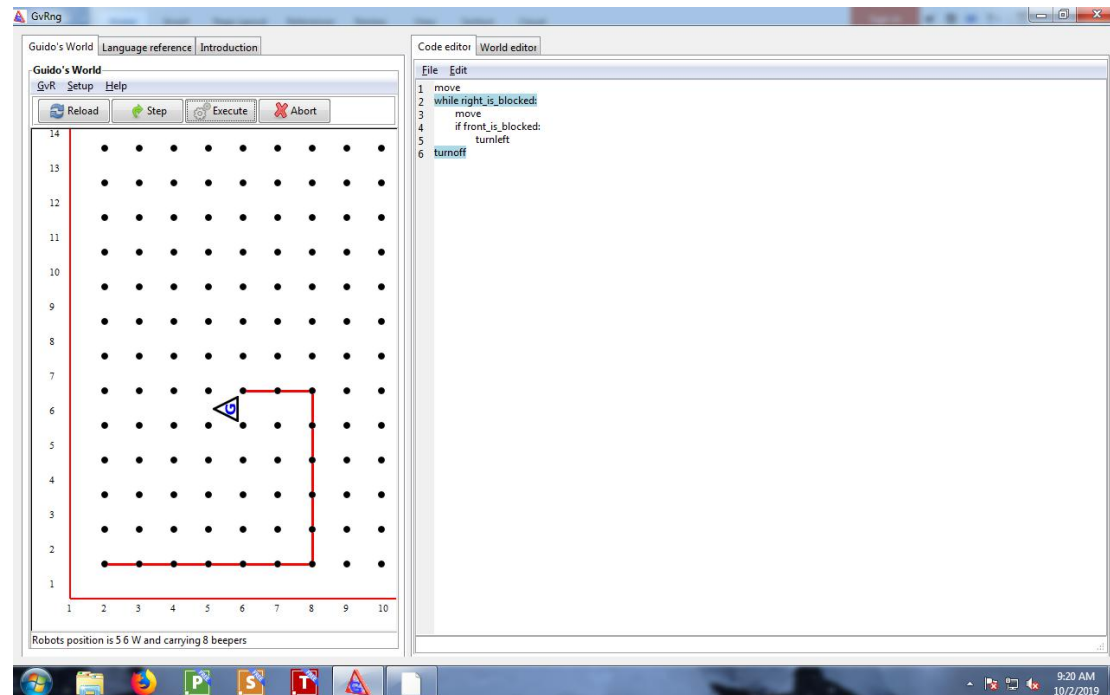 GvRng
Guido's World Language reference Introduction
Guido's World
GvR Setup Help
Reload Step Execute Abort
14
13
12
11
10
9
8
7
6
5
4
3
2
1
1 2 3 4 5 6 7 8 9 10
G
Robots position is 5 6 W and carrying 8 beepers
Code editor World editor
File Edit
1 move
2 while right_is_blocked:
3 move
4 if front_is_blocked:
5 turnleft
6 turnoff
P S T
9:20 AM
10/2/2019